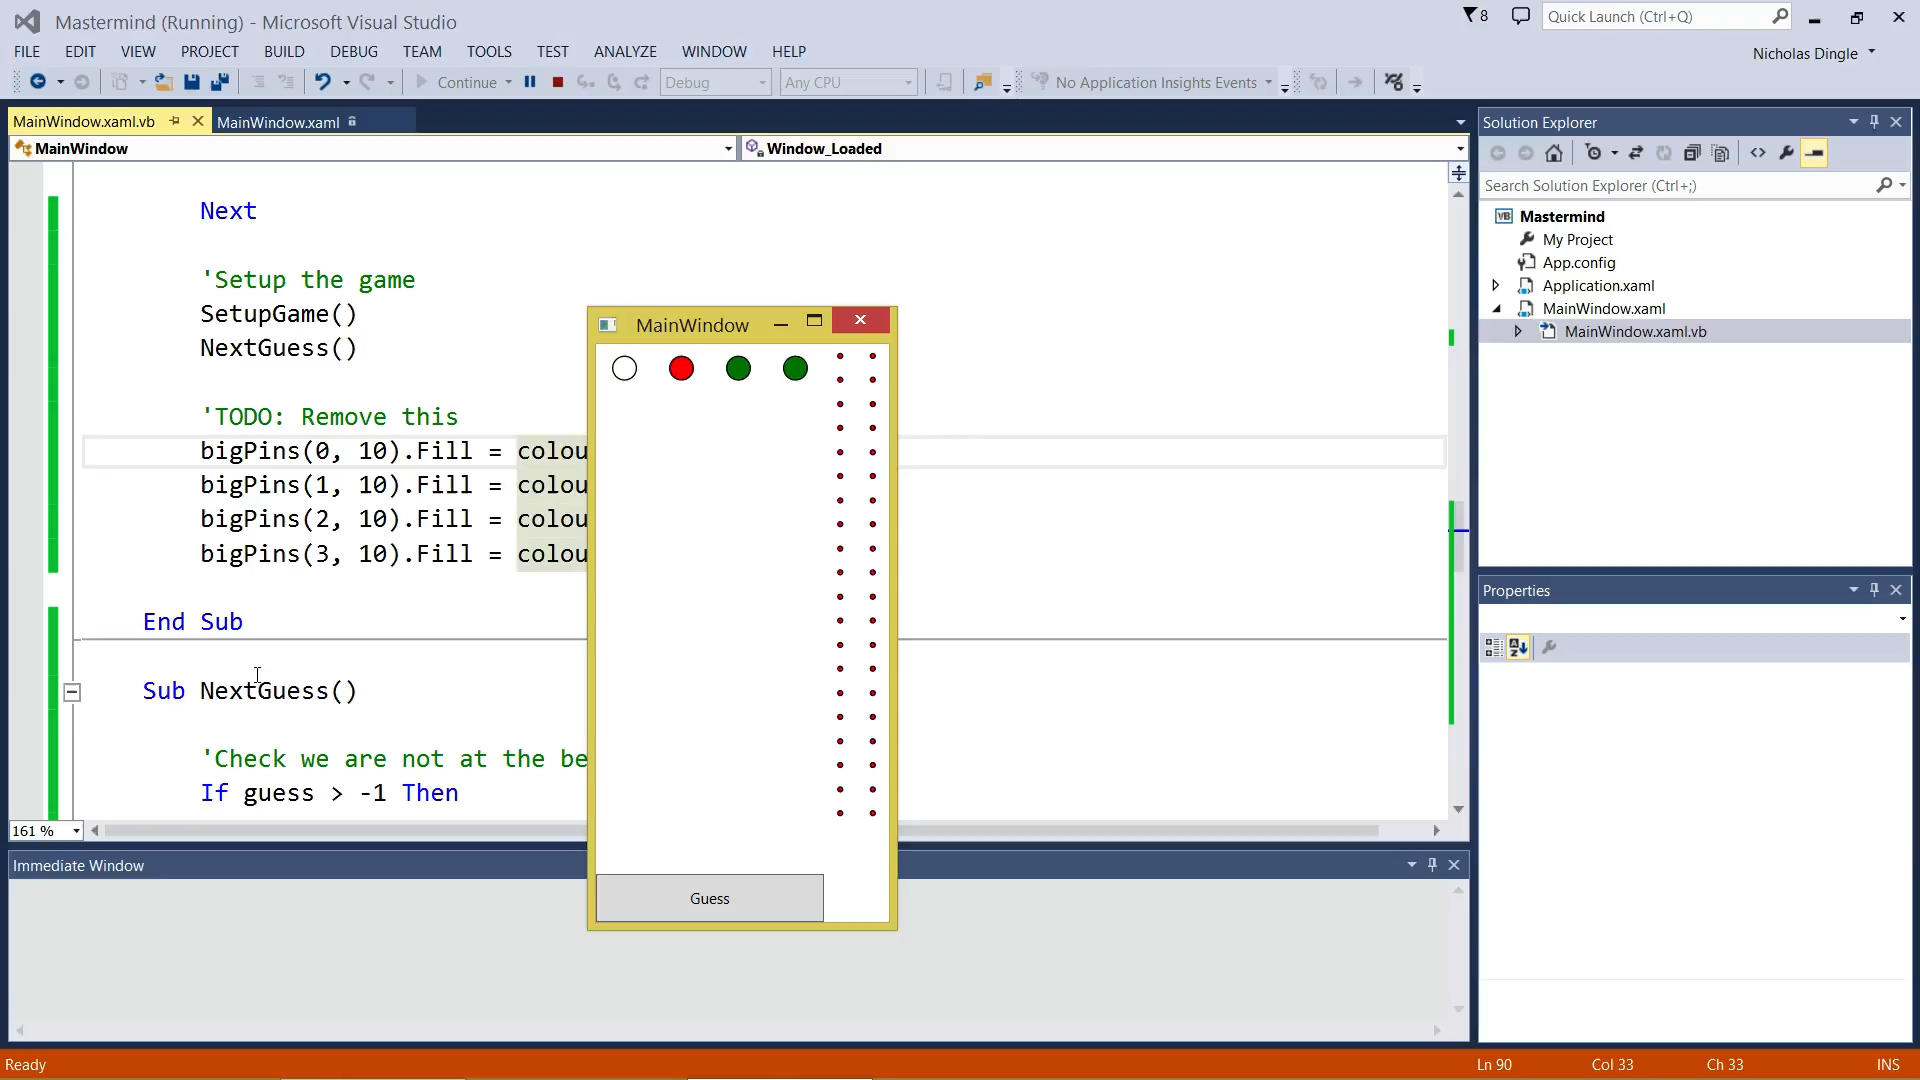 Mastermind (Running) - Microsoft Visual Studio
8
Quick Launch (Ctrl+Q)
FILE EDIT VIEW PROJECT BUILD DEBUG TEAM TOOLS TEST ANALYZE WINDOW HELP
Nicholas Dingle
Continue Debug Any CPU No Application Insights Events
MainWindow.xaml.vb MainWindow.xaml
MainWindow Window_Loaded
Next
'Setup the game
SetupGame()
NextGuess()
'TODO: Remove this
bigPins(0, 10).Fill = colou
bigPins(1, 10).Fill = colou
bigPins(2, 10).Fill = colou
bigPins(3, 10).Fill = colou
End Sub
Sub NextGuess()
'Check we are not at the be
If guess > -1 Then
161 %
MainWindow
Guess
Immediate Window
Solution Explorer
Search Solution Explorer (Ctrl+;)
VB Mastermind
My Project
App.config
Application.xaml
MainWindow.xaml
MainWindow.xaml.vb
Properties
Ready Ln 90 Col 33 Ch 33 INS